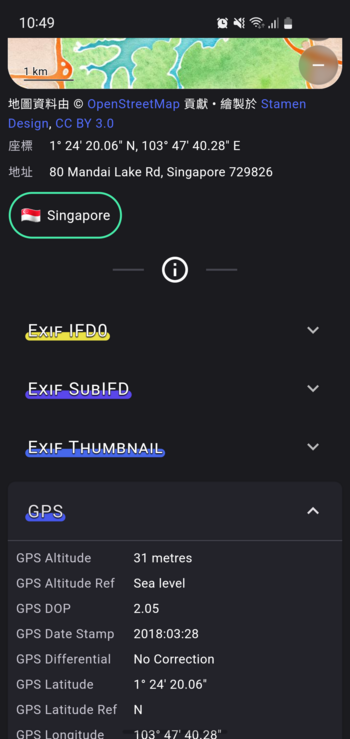 10:49
1 km
地圖資料由 © OpenStreetMap 貢獻・繪製於 Stamen
Design, CC BY 3.0
座標 1° 24' 20.06" N, 103° 47' 40.28" E
地址 80 Mandai Lake Rd, Singapore 729826
Singapore
Exif IFD0
Exif SubIFD
Exif Thumbnail
GPS
GPS Altitude 31 metres
GPS Altitude Ref Sea level
GPS DOP 2.05
GPS Date Stamp 2018:03:28
GPS Differential No Correction
GPS Latitude 1° 24' 20.06"
GPS Latitude Ref N
GPS Longitude 103° 47' 40.28"